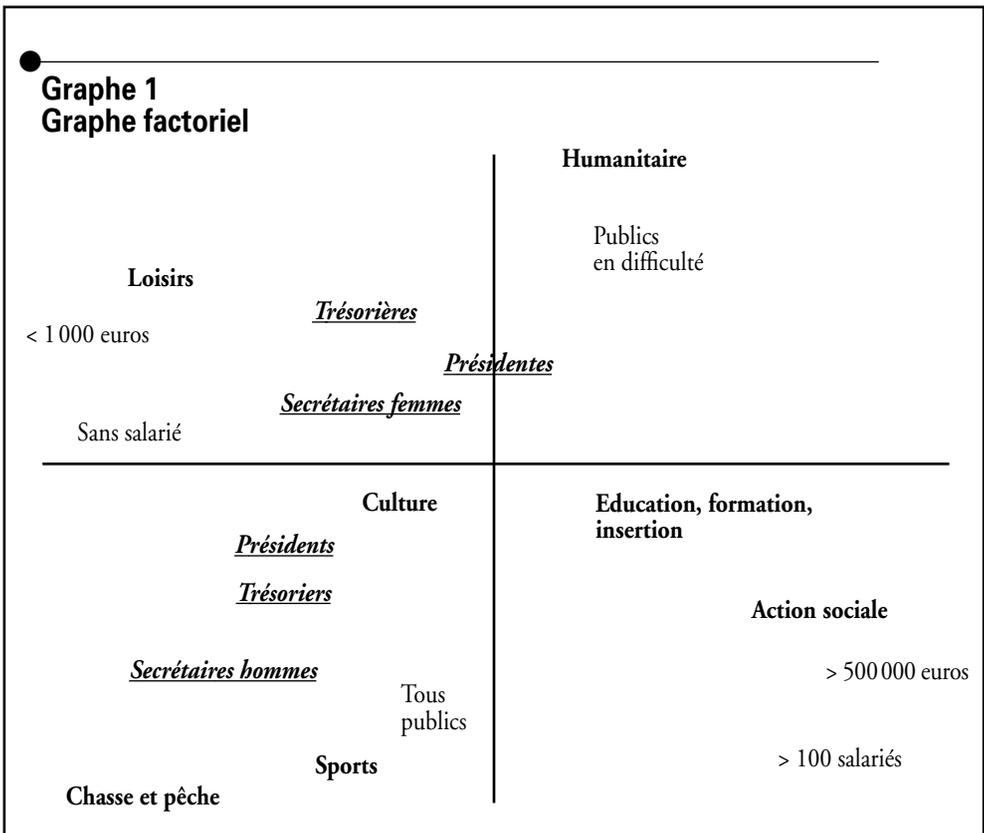 Graphe 1
Graphe factoriel
Humanitaire
Publics
en difficulté
Loisirs
Trésorières
< 1 000 euros
Présidentes
Secrétaires femmes
Sans salarié
Culture
Education, formation,
insertion
Présidents
Trésoriers
Action sociale
Secrétaires hommes
> 500 000 euros
Tous
publics
> 100 salariés
Sports
Chasse et pêche